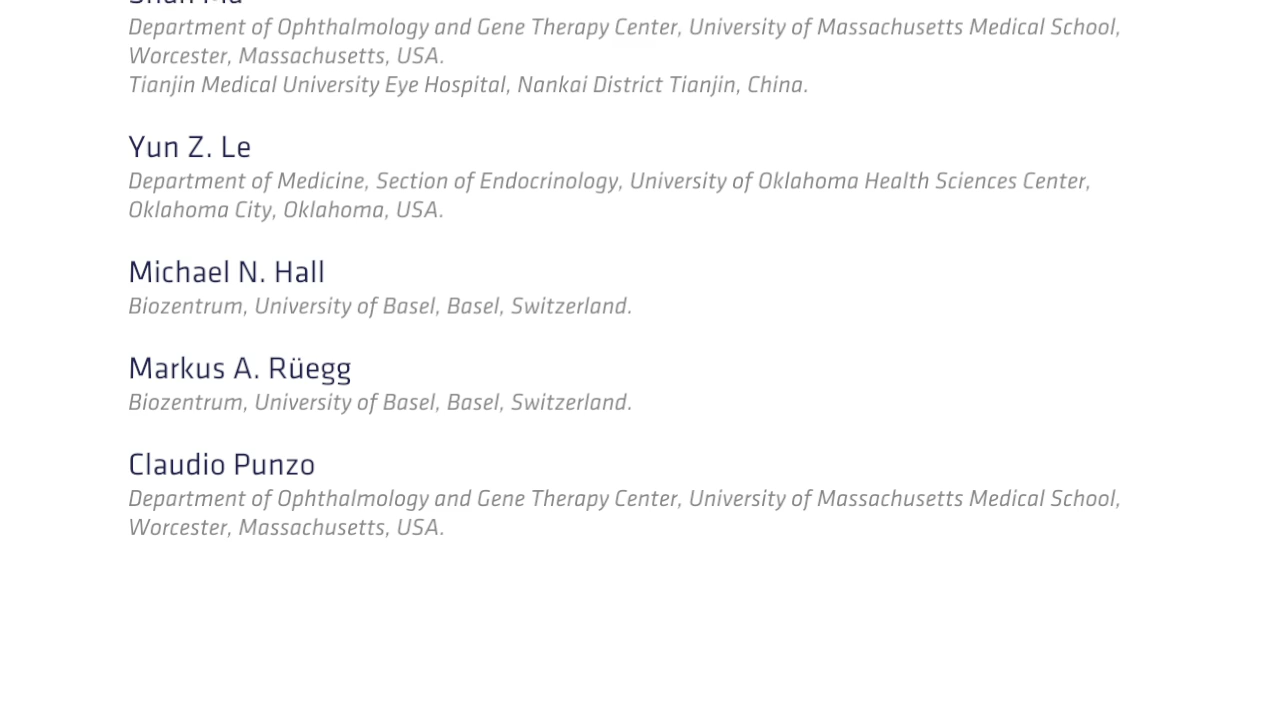 Department of Ophthalmology and Gene Therapy Center, University of Massachusetts Medical School,
Worcester, Massachusetts, USA.
Tianjin Medical University Eye Hospital, Nankai District Tianjin, China.
Yun Z. Le
Department of Medicine, Section of Endocrinology, University of Oklahoma Health Sciences Center,
Oklahoma City, Oklahoma, USA.
Michael N. Hall
Biozentrum, University of Basel, Basel, Switzerland.
Markus A. Rüegg
Biozentrum, University of Basel, Basel, Switzerland.
Claudio Punzo
Department of Ophthalmology and Gene Therapy Center, University of Massachusetts Medical School,
Worcester, Massachusetts, USA.